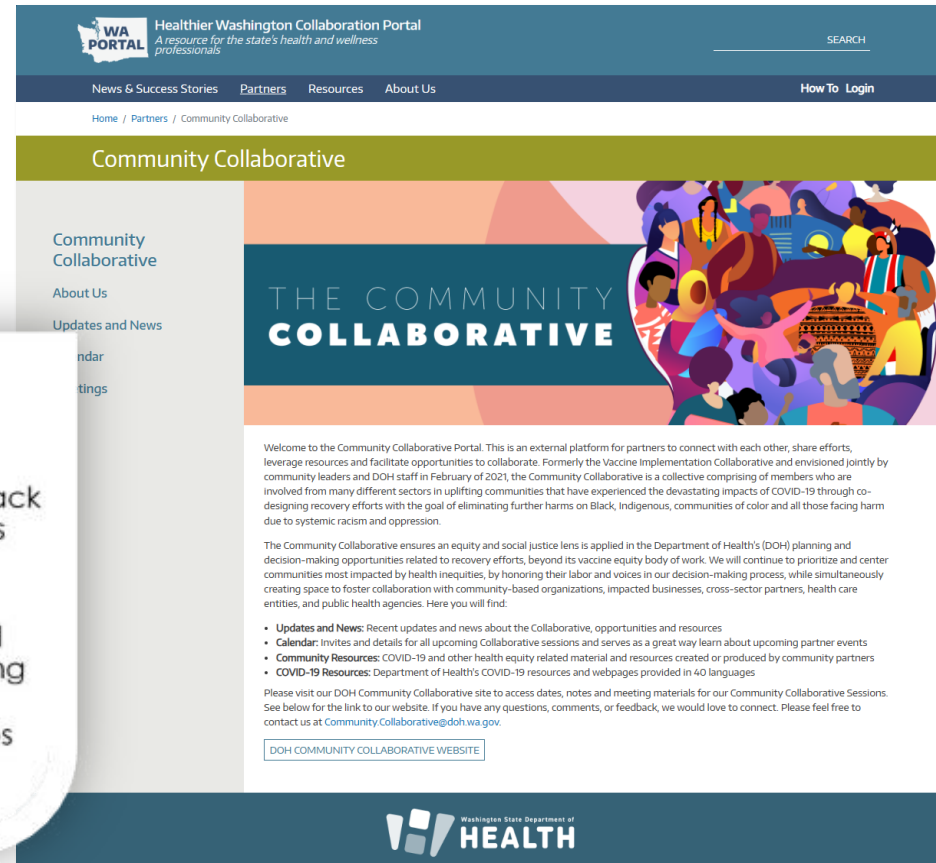 WA
PORTAL
Healthier Washington Collaboration Portal
A resource for the state's health and wellness
professionals
SEARCH
News & Success Stories Partners Resources About Us How To Login
Home / Partners / Community Collaborative
Community Collaborative
Community
Collaborative
About Us
Updates and News
ndar
tings
ack
s
ng
s
THE COMMUNITY
COLLABORATIVE
Welcome to the Community Collaborative Portal. This is an external platform for partners to connect with each other, share efforts,
leverage resources and facilitate opportunities to collaborate. Formerly the Vaccine Implementation Collaborative and envisioned jointly by
community leaders and DOH staff in February of 2021, the Community Collaborative is a collective comprising of members who are
involved from many different sectors in uplifting communities that have experienced the devastating impacts of COVID-19 through co-
designing recovery efforts with the goal of eliminating further harms on Black, Indigenous, communities of color and all those facing harm
due to systemic racism and oppression.
The Community Collaborative ensures an equity and social justice lens is applied in the Department of Health's (DOH) planning and
decision-making opportunities related to recovery efforts, beyond its vaccine equity body of work. We will continue to prioritize and center
communities most impacted by health inequities, by honoring their labor and voices in our decision-making process, while simultaneously
creating space to foster collaboration with community-based organizations, impacted businesses, cross-sector partners, health care
entities, and public health agencies. Here you will find:
• Updates and News: Recent updates and news about the Collaborative, opportunities and resources
• Calendar: Invites and details for all upcoming Collaborative sessions and serves as a great way learn about upcoming partner events
• Community Resources: COVID-19 and other health equity related material and resources created or produced by community partners
• COVID-19 Resources: Department of Health's COVID-19 resources and webpages provided in 40 languages
Please visit our DOH Community Collaborative site to access dates, notes and meeting materials for our Community Collaborative Sessions.
See below for the link to our website. If you have any questions, comments, or feedback, we would love to connect. Please feel free to
contact us at Community.Collaborative@doh.wa.gov.
DOH COMMUNITY COLLABORATIVE WEBSITE
Washington State Department of
HEALTH